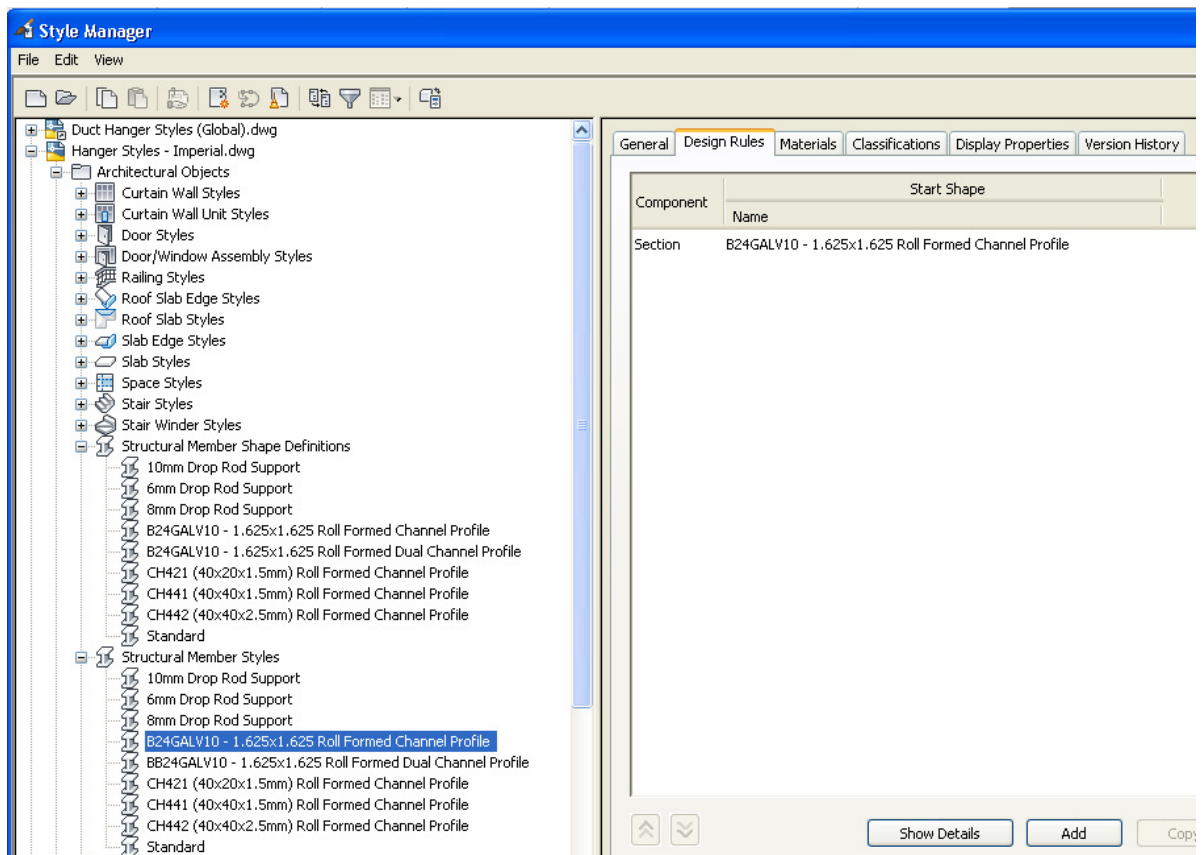 Style Manager
File Edit View
Duct Hanger Styles (Global).dwg
Hanger Styles - Imperial.dwg
Architectural Objects
Curtain Wall Styles
Curtain Wall Unit Styles
Door Styles
Door/Window Assembly Styles
Railing Styles
Roof Slab Edge Styles
Roof Slab Styles
Slab Edge Styles
Slab Styles
Space Styles
Stair Styles
Stair Winder Styles
Structural Member Shape Definitions
10mm Drop Rod Support
6mm Drop Rod Support
8mm Drop Rod Support
B24GALV10 - 1.625x1.625 Roll Formed Channel Profile
B24GALV10 - 1.625x1.625 Roll Formed Dual Channel Profile
CH421 (40x20x1.5mm) Roll Formed Channel Profile
CH441 (40x40x1.5mm) Roll Formed Channel Profile
CH442 (40x40x2.5mm) Roll Formed Channel Profile
Standard
Structural Member Styles
10mm Drop Rod Support
6mm Drop Rod Support
8mm Drop Rod Support
B24GALV10 - 1.625x1.625 Roll Formed Channel Profile
BB24GALV10 - 1.625x1.625 Roll Formed Dual Channel Profile
CH421 (40x20x1.5mm) Roll Formed Channel Profile
CH441 (40x40x1.5mm) Roll Formed Channel Profile
CH442 (40x40x2.5mm) Roll Formed Channel Profile
Standard
General Design Rules Materials Classifications Display Properties Version History
Component Start Shape
Name
Section B24GALV10 - 1.625x1.625 Roll Formed Channel Profile
Show Details Add Copy